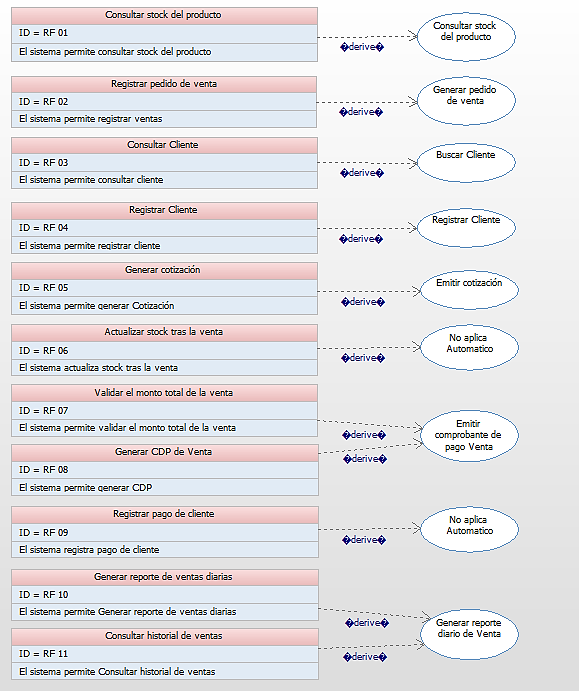 Consultar stock del producto
ID = RF 01
El sistema permite consultar stock del producto
�derive�
Consultar stock
del producto
Registrar pedido de venta
ID = RF 02
El sistema permite registrar ventas
�derive�
Generar pedido
de venta
Consultar Cliente
ID = RF 03
El sistema permite consultar cliente
�derive�
Buscar Cliente
Registrar Cliente
ID = RF 04
El sistema permite registrar cliente
�derive�
Registrar Cliente
Generar cotización
ID = RF 05
El sistema permite generar Cotización
�derive�
Emitir cotización
Actualizar stock tras la venta
ID = RF 06
El sistema actualiza stock tras la venta
�derive�
No aplica
Automatico
Validar el monto total de la venta
ID = RF 07
El sistema permite validar el monto total de la venta
�derive�
Generar CDP de Venta
ID = RF 08
El sistema permite generar CDP
�derive�
Emitir
comprobante de
pago Venta
Registrar pago de cliente
ID = RF 09
El sistema registra pago de cliente
�derive�
No aplica
Automatico
Generar reporte de ventas diarias
ID = RF 10
El sistema permite Generar reporte de ventas diarias
�derive�
Consultar historial de ventas
ID = RF 11
El sistema permite Consultar historial de ventas
�derive�
Generar reporte
diario de Venta